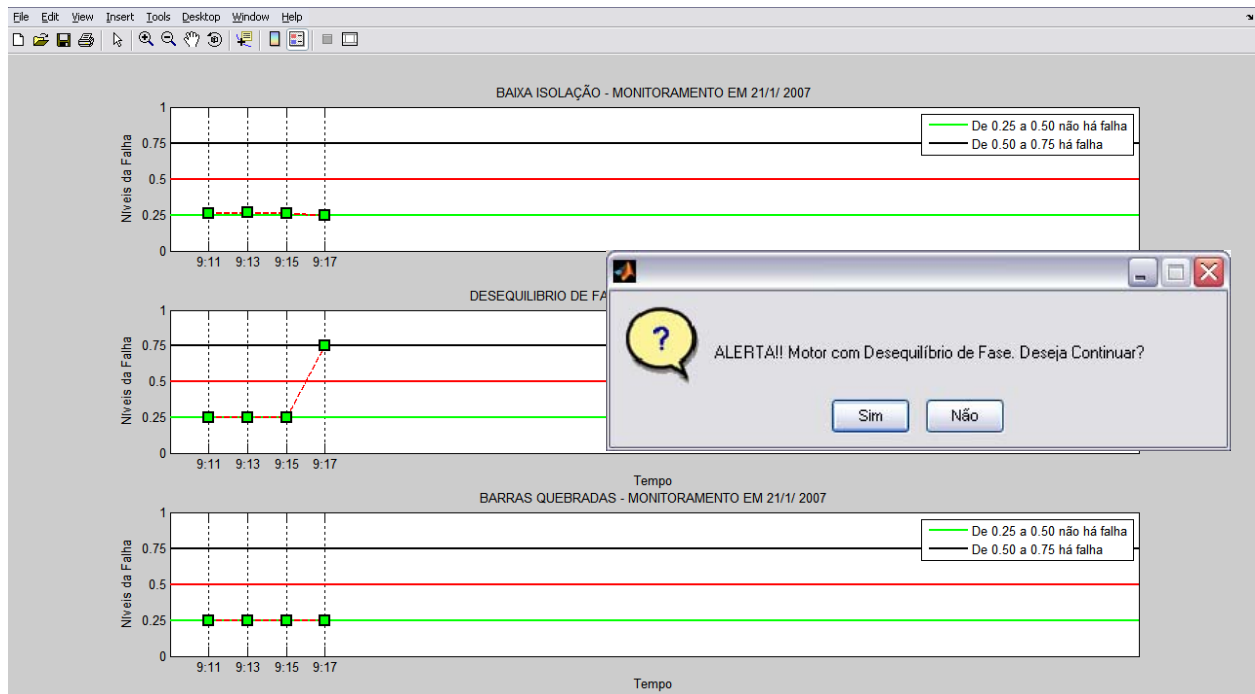 File Edit View Insert Tools Desktop Window Help
BAIXA ISOLAÇÃO - MONITORAMENTO EM 21/1/ 2007
Níveis da Falha
1
0.75
0.5
0.25
0
De 0.25 a 0.50 não há falha
De 0.50 a 0.75 há falha
9:11 9:13 9:15 9:17
DESEQUILIBRIO DE FA
Níveis da Falha
1
0.75
0.5
0.25
0
9:11 9:13 9:15 9:17
Tempo
?
ALERTA!! Motor com Desequilíbrio de Fase. Deseja Continuar?
Sim Não
BARRAS QUEBRADAS - MONITORAMENTO EM 21/1/ 2007
Níveis da Falha
1
0.75
0.5
0.25
0
De 0.25 a 0.50 não há falha
De 0.50 a 0.75 há falha
9:11 9:13 9:15 9:17
Tempo